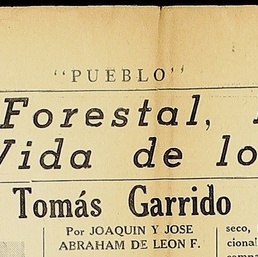 "PUEBLO"
Forestal,
Vida de lo
Tomás Garrido
Por JOAQUIN Y JOSE
ABRAHAM DE LEON F.
seco,
cional